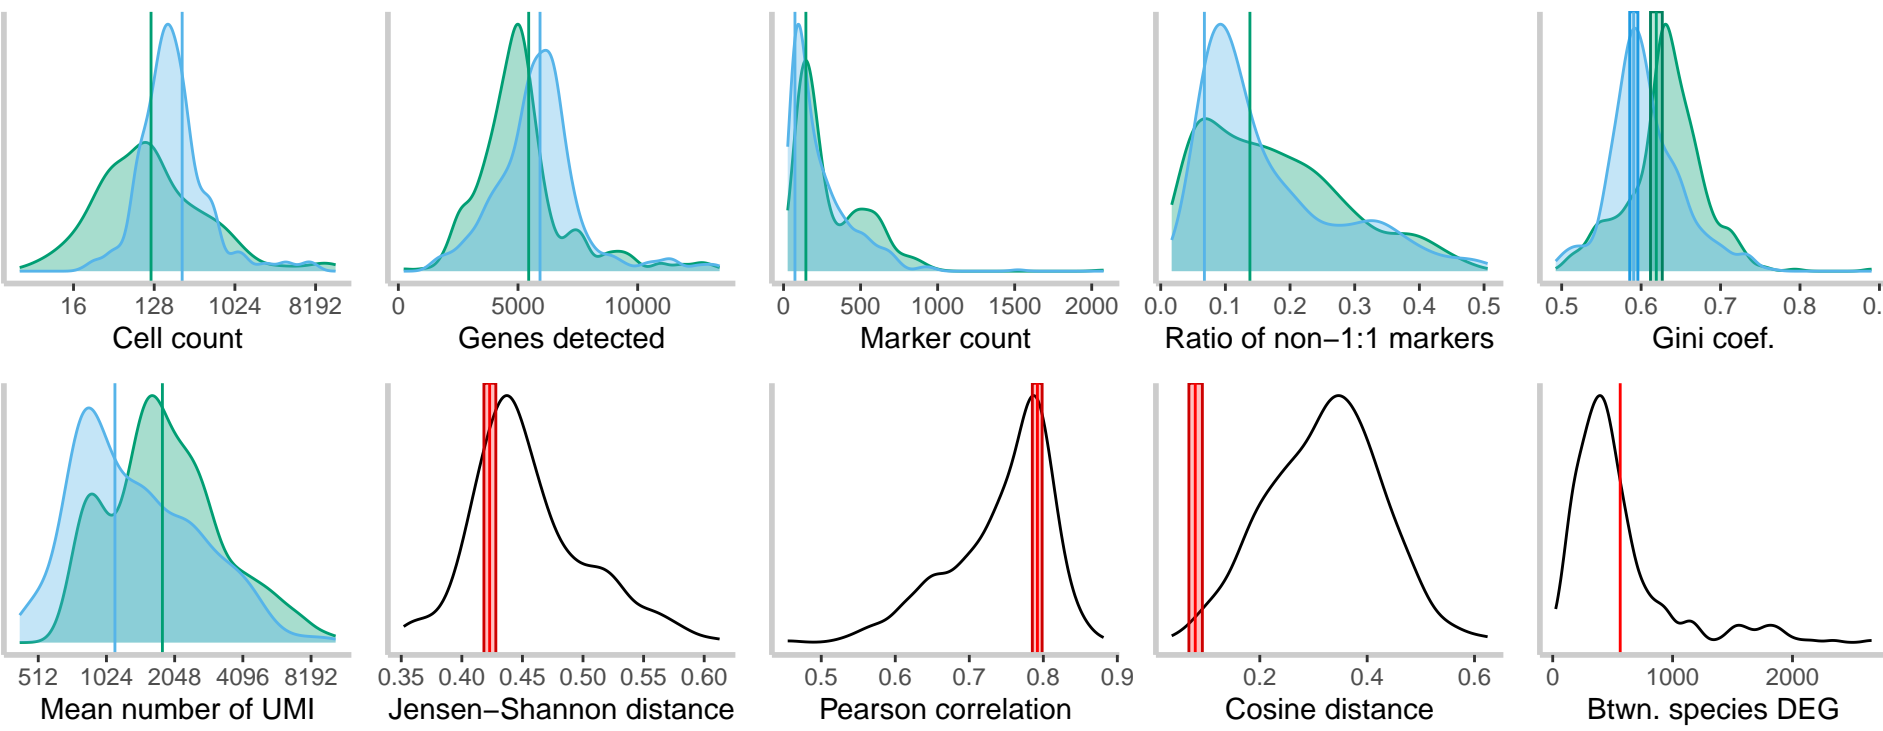 16 128 1024 8192
Cell count
0 5000 10000
Genes detected
0 500 1000 1500 2000
Marker count
0.0 0.1 0.2 0.3 0.4 0.5
Ratio of non−1:1 markers
0.5 0.6 0.7 0.8 0.
Gini coef.
512 1024 2048 4096 8192
Mean number of UMI
0.35 0.40 0.45 0.50 0.55 0.60
Jensen−Shannon distance
0.5 0.6 0.7 0.8 0.9
Pearson correlation
0.2 0.4 0.6
Cosine distance
0 1000 2000
Btwn. species DEG